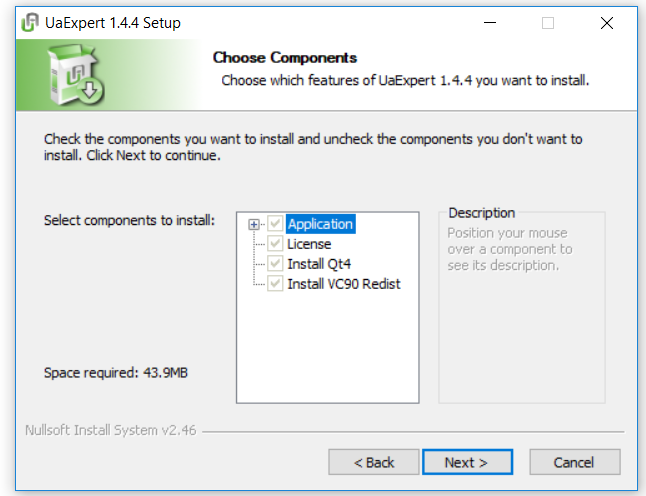 UaExpert 1.4.4 Setup
Choose Components
Choose which features of UaExpert 1.4.4 you want to install.
Check the components you want to install and uncheck the components you don't want to
install. Click Next to continue.
Select components to install:
Application
License
Install Qt4
Install VC90 Redist
Description
Position your mouse
over a component to
see its description.
Space required: 43.9MB
Nullsoft Install System v2.46
< Back
Next >
Cancel